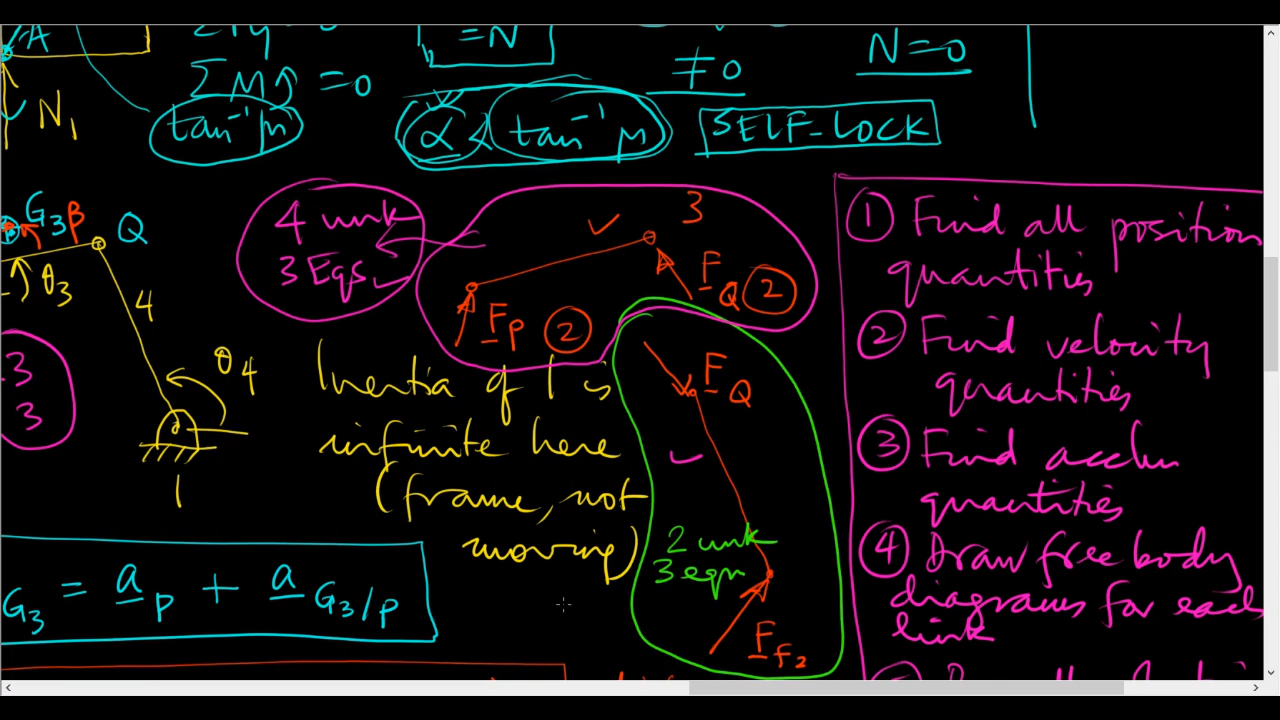 A
ΣM =0
=N
≠0
N=0
N₁
tan⁻¹μ
α < tan⁻¹μ
SELF-LOCK
G₃
β
Q
θ₃
4
θ₄
1
3
3
4 unk
3 Eqs
3
F_Q ②
F_P ②
Inertia of 1 is
infinite here
(frame, not
moving)
F_Q
2 unk
3 eqn
F_F₂
G₃ = a_P + a_G₃/P
① Find all position
quantities
② Find velocity
quantities
③ Find accln
quantities
④ Draw free body
diagrams for each
link